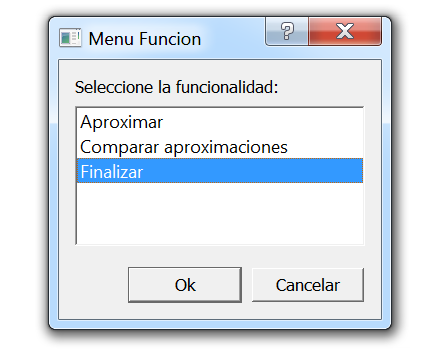 Menu Funcion
?
Seleccione la funcionalidad:
Aproximar
Comparar aproximaciones
Finalizar
Ok
Cancelar